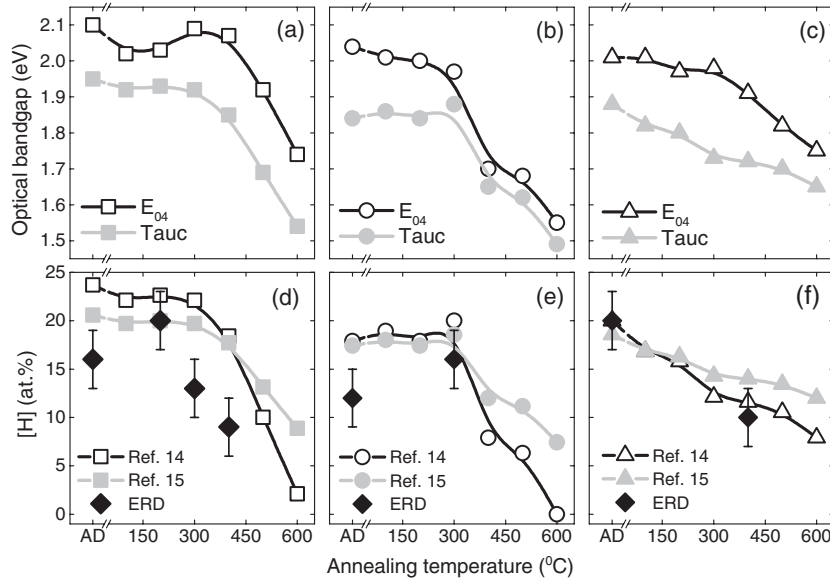 (a)
(b)
(c)
Optical bandgap (eV)
2.1
2.0
1.9
1.8
1.7
1.6
1.5
E04
Tauc
E04
Tauc
E04
Tauc
(d)
(e)
(f)
[H] (at.%)
25
20
15
10
5
0
Ref. 14
Ref. 15
ERD
Ref. 14
Ref. 15
ERD
Ref. 14
Ref. 15
ERD
AD 150 300 450 600 AD 150 300 450 600 AD 150 300 450 600
Annealing temperature (⁰C)